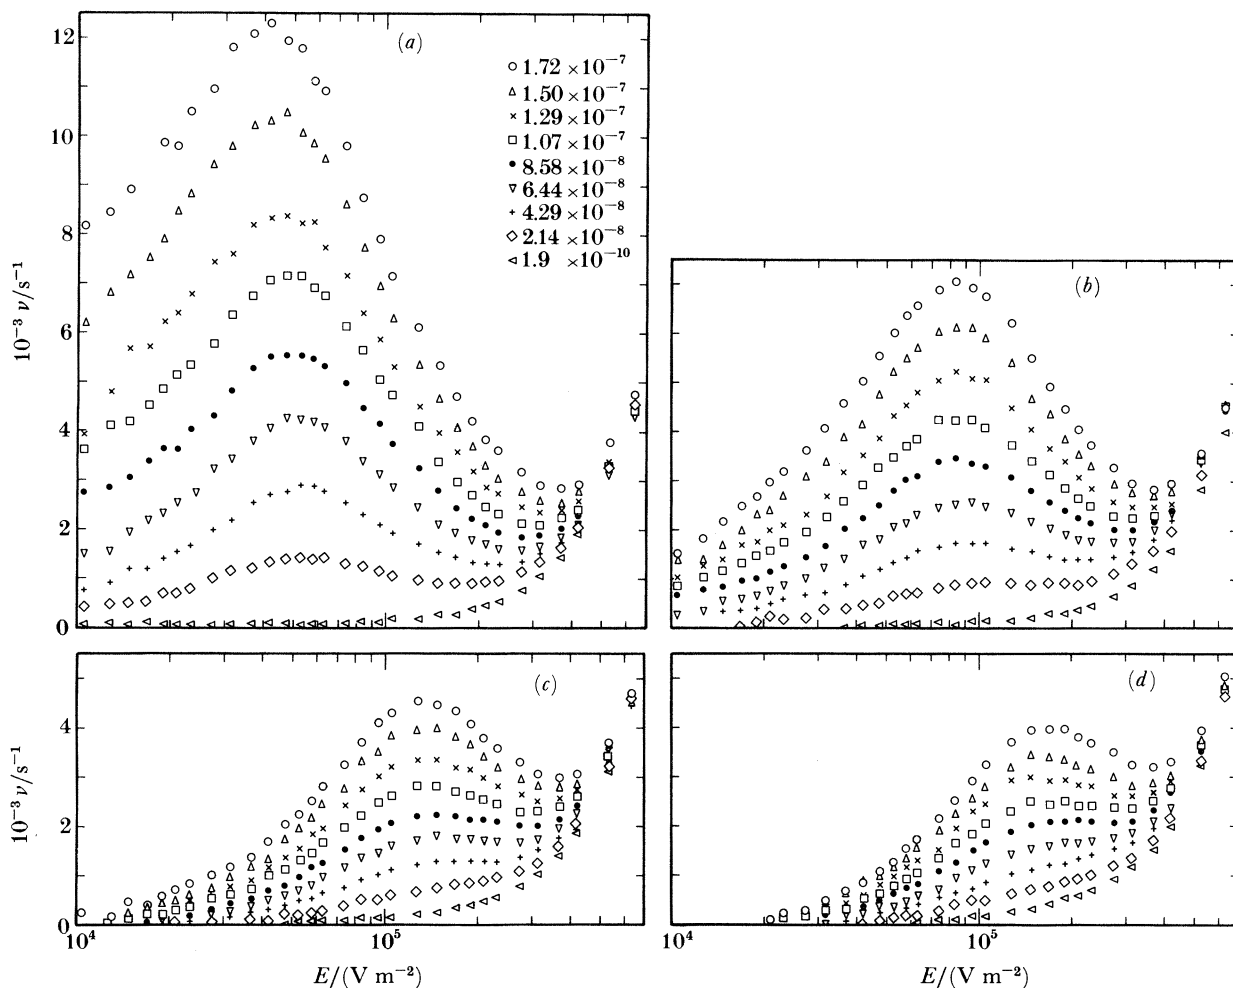 12
(a)
○ 1.72 ×10⁻⁷
△ 1.50 ×10⁻⁷
× 1.29 ×10⁻⁷
10
□ 1.07 ×10⁻⁷
● 8.58 ×10⁻⁸
▽ 6.44 ×10⁻⁸
+ 4.29 ×10⁻⁸
8
◇ 2.14 ×10⁻⁸
◁ 1.9 ×10⁻¹⁰
10⁻³ ν/s⁻¹
(b)
6
4
2
0
(c)
(d)
4
10⁻³ν/s⁻¹
2
0
10⁴
10⁵
10⁴
10⁵
E/(V m⁻²)
E/(V m⁻²)